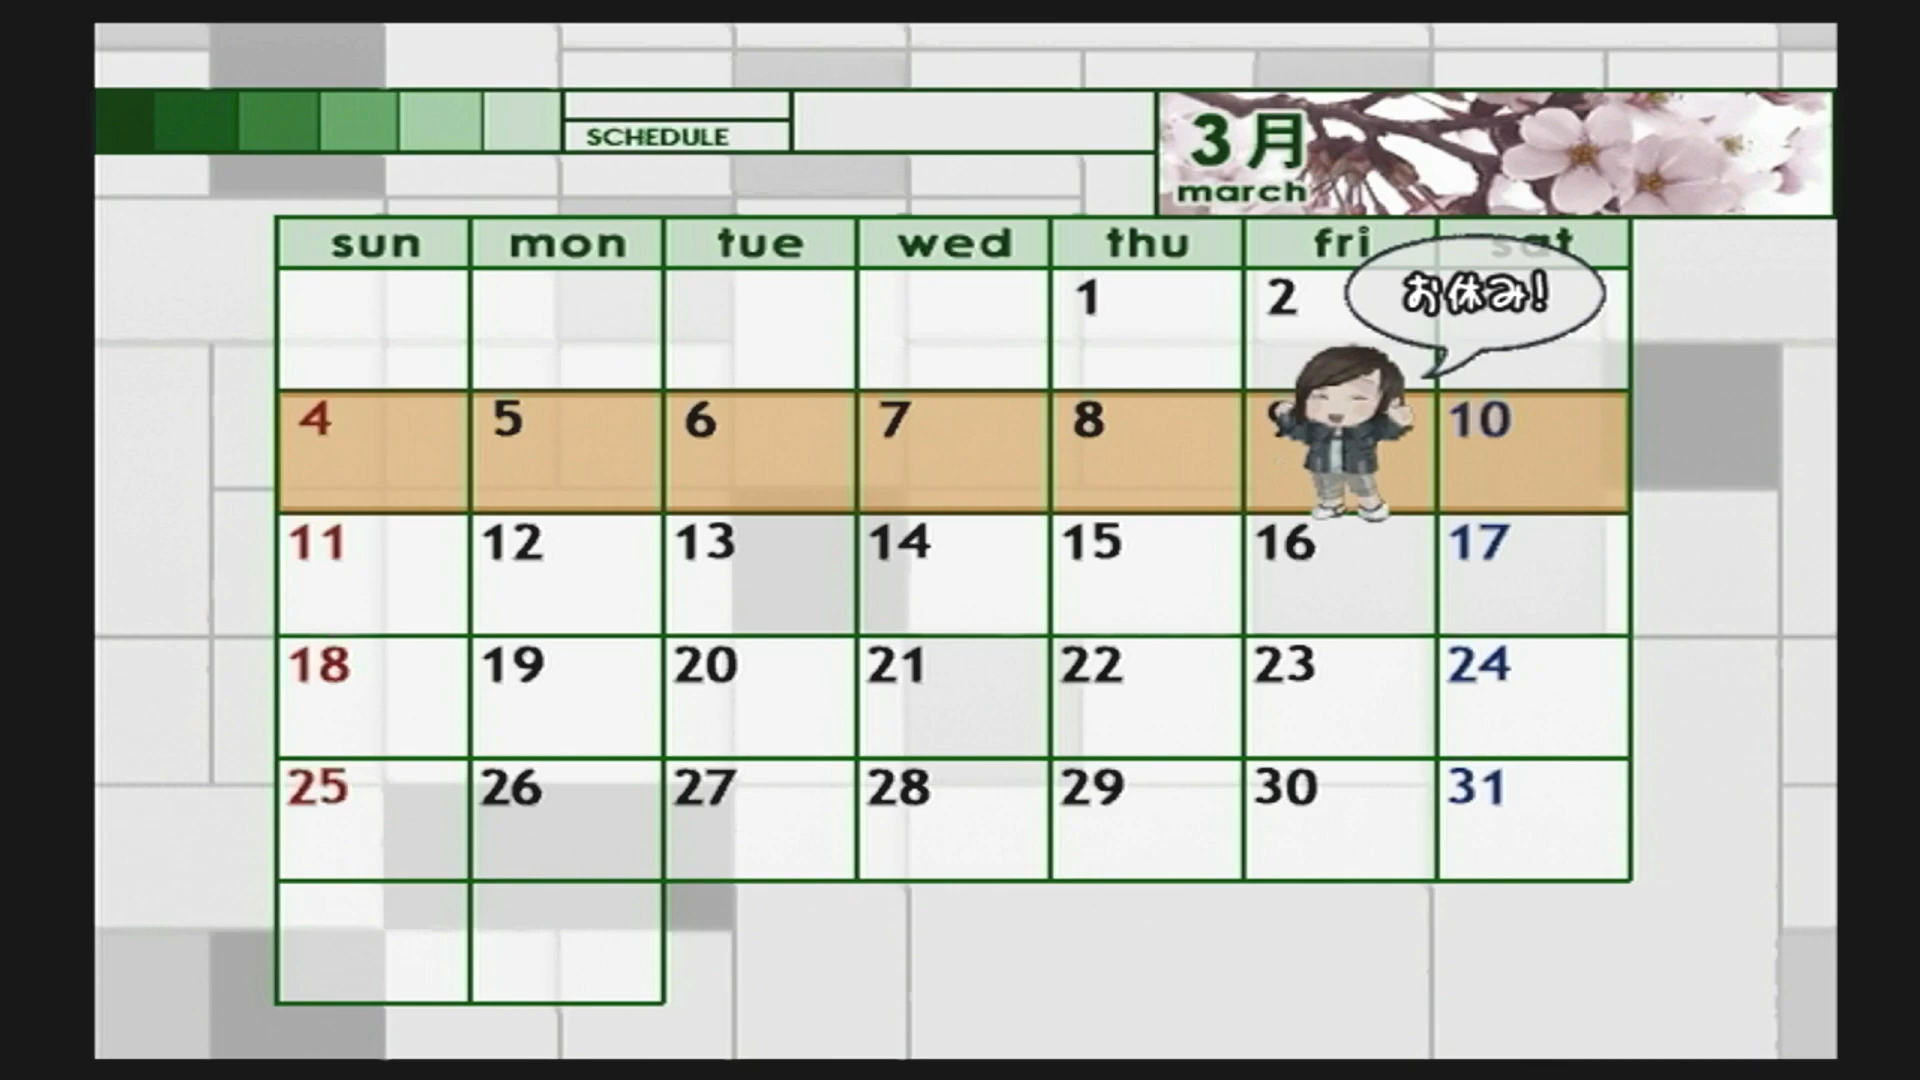 SCHEDULE
3月
march
sun mon tue wed thu fri sat
お休み!
1 2
4 5 6 7 8 9 10
11 12 13 14 15 16 17
18 19 20 21 22 23 24
25 26 27 28 29 30 31